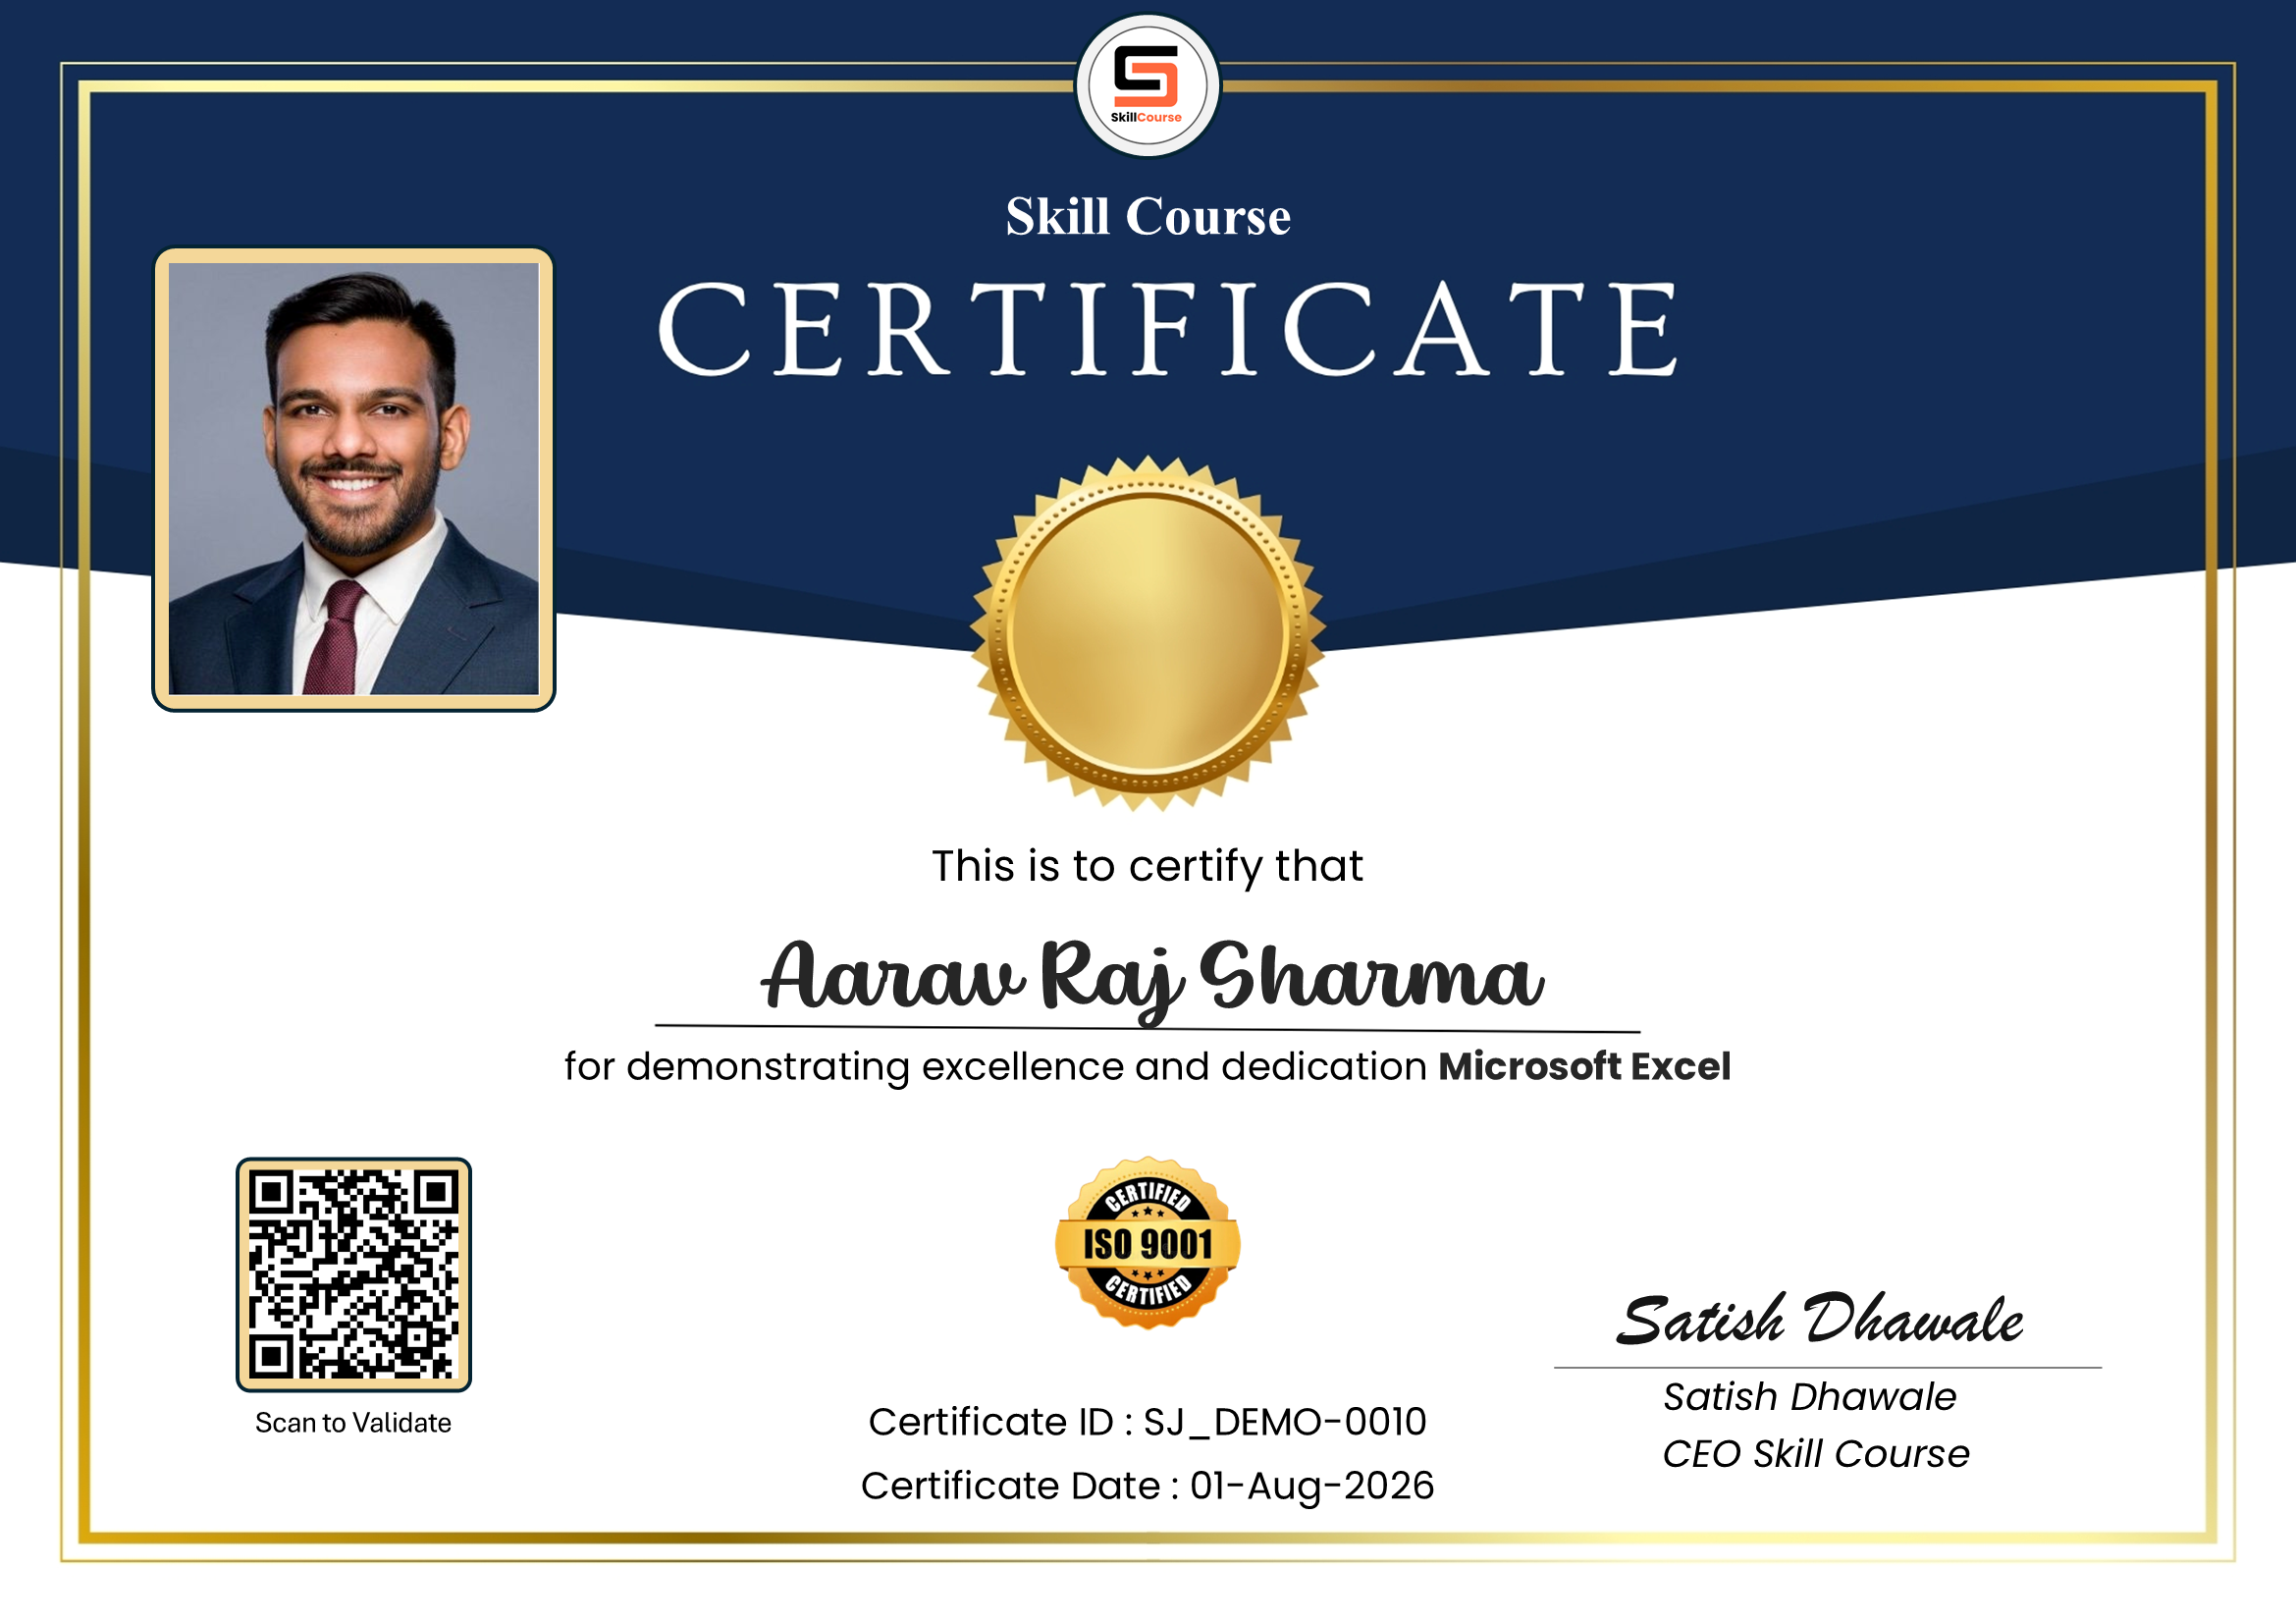 SkillCourse
Skill Course
CERTIFICATE
This is to certify that
Aarav Raj Sharma
for demonstrating excellence and dedication Microsoft Excel
CERTIFIED
ISO 9001
CERTIFIED
Satish Dhawale
Satish Dhawale
CEO Skill Course
Scan to Validate
Certificate ID : SJ_DEMO-0010
Certificate Date : 01-Aug-2026